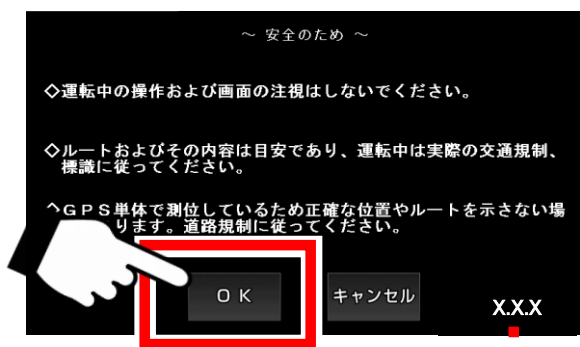 ～ 安全のため ～
◇運転中の操作および画面の注視はしないでください。
◇ルートおよびその内容は目安であり、運転中は実際の交通規制、
標識に従ってください。
ＧＰＳ単体で測位しているため正確な位置やルートを示さない場
ります。道路規制に従ってください。
ＯＫ
キャンセル
X.X.X